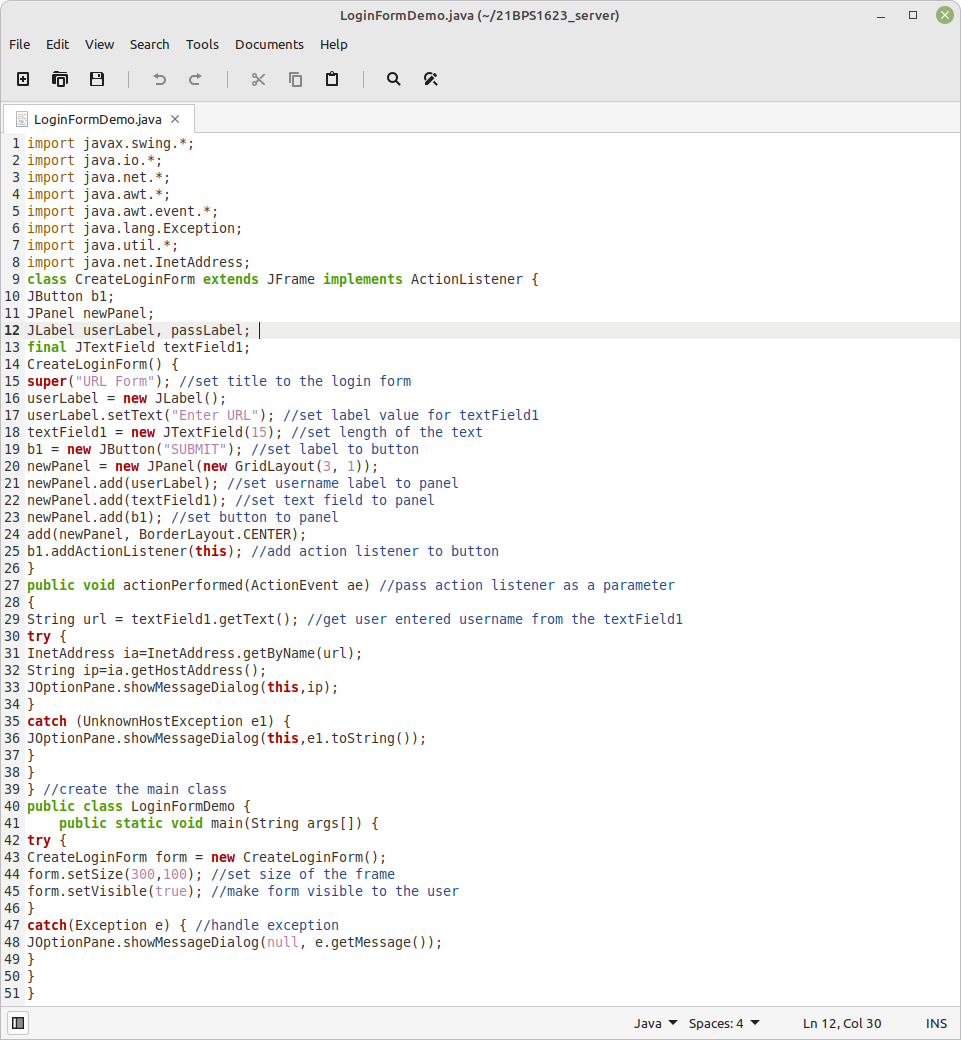 LoginFormDemo.java (~/21BPS1623_server)
File Edit View Search Tools Documents Help
LoginFormDemo.java
1 import javax.swing.*;
2 import java.io.*;
3 import java.net.*;
4 import java.awt.*;
5 import java.awt.event.*;
6 import java.lang.Exception;
7 import java.util.*;
8 import java.net.InetAddress;
9 class CreateLoginForm extends JFrame implements ActionListener {
10 JButton b1;
11 JPanel newPanel;
12 JLabel userLabel, passLabel;
13 final JTextField textField1;
14 CreateLoginForm() {
15 super("URL Form"); //set title to the login form
16 userLabel = new JLabel();
17 userLabel.setText("Enter URL"); //set label value for textField1
18 textField1 = new JTextField(15); //set length of the text
19 b1 = new JButton("SUBMIT"); //set label to button
20 newPanel = new JPanel(new GridLayout(3, 1));
21 newPanel.add(userLabel); //set username label to panel
22 newPanel.add(textField1); //set text field to panel
23 newPanel.add(b1); //set button to panel
24 add(newPanel, BorderLayout.CENTER);
25 b1.addActionListener(this); //add action listener to button
26 }
27 public void actionPerformed(ActionEvent ae) //pass action listener as a parameter
28 {
29 String url = textField1.getText(); //get user entered username from the textField1
30 try {
31 InetAddress ia=InetAddress.getByName(url);
32 String ip=ia.getHostAddress();
33 JOptionPane.showMessageDialog(this,ip);
34 }
35 catch (UnknownHostException e1) {
36 JOptionPane.showMessageDialog(this,e1.toString());
37 }
38 }
39 } //create the main class
40 public class LoginFormDemo {
41     public static void main(String args[]) {
42 try {
43 CreateLoginForm form = new CreateLoginForm();
44 form.setSize(300,100); //set size of the frame
45 form.setVisible(true); //make form visible to the user
46 }
47 catch(Exception e) { //handle exception
48 JOptionPane.showMessageDialog(null, e.getMessage());
49 }
50 }
51 }
Java Spaces: 4 Ln 12, Col 30 INS